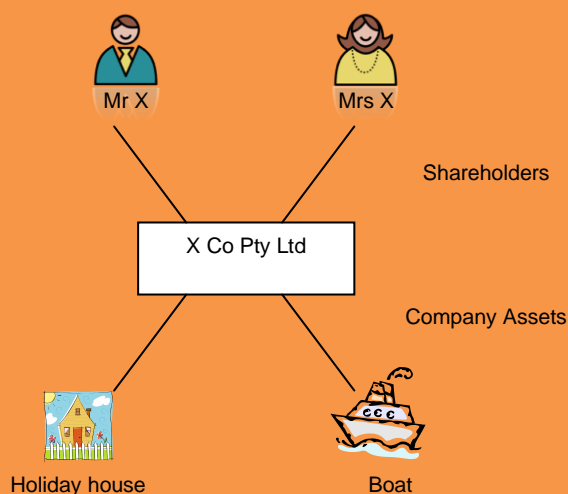 Mr X
Mrs X
Shareholders
X Co Pty Ltd
Company Assets
Holiday house
Boat